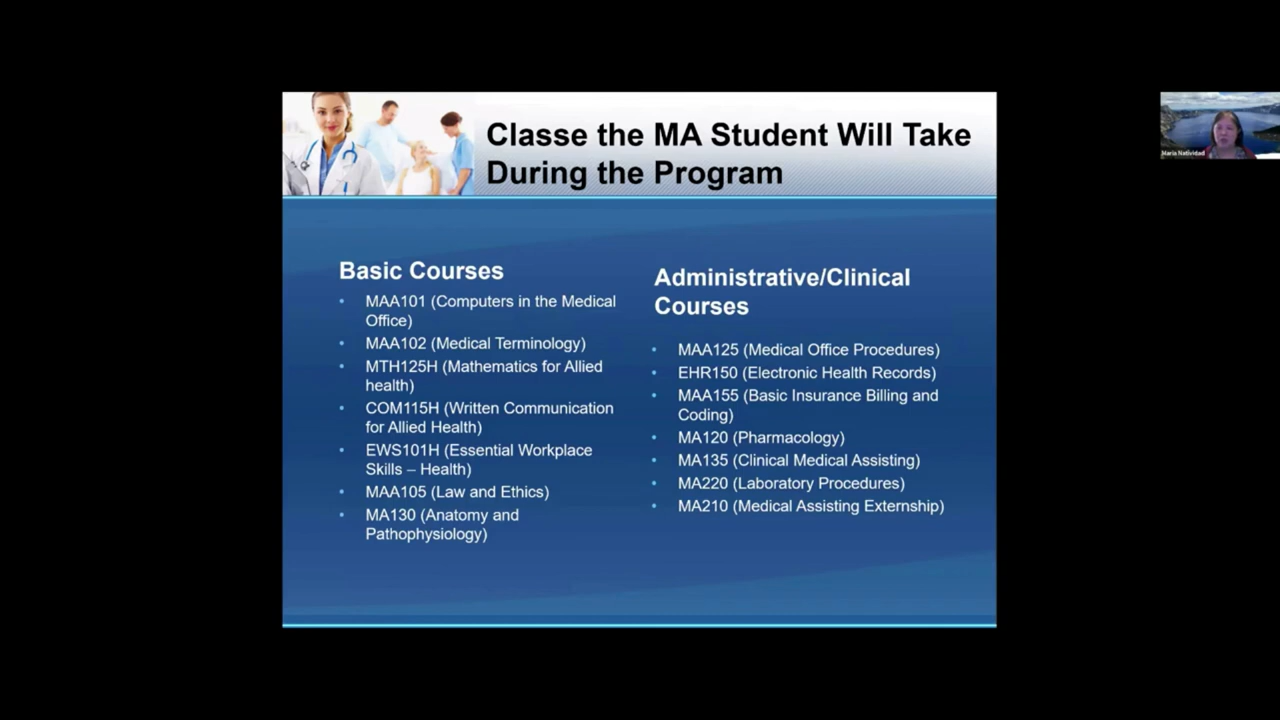 Classe the MA Student Will Take
During the Program
Basic Courses
• MAA101 (Computers in the Medical
Office)
• MAA102 (Medical Terminology)
• MTH125H (Mathematics for Allied
health)
• COM115H (Written Communication
for Allied Health)
• EWS101H (Essential Workplace
Skills – Health)
• MAA105 (Law and Ethics)
• MA130 (Anatomy and
Pathophysiology)
Administrative/Clinical
Courses
• MAA125 (Medical Office Procedures)
• EHR150 (Electronic Health Records)
• MAA155 (Basic Insurance Billing and
Coding)
• MA120 (Pharmacology)
• MA135 (Clinical Medical Assisting)
• MA220 (Laboratory Procedures)
• MA210 (Medical Assisting Externship)
Maria Natividad